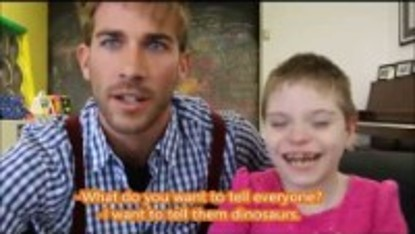 -What do you want to tell everyone?
-I want to tell them dinosaurs.